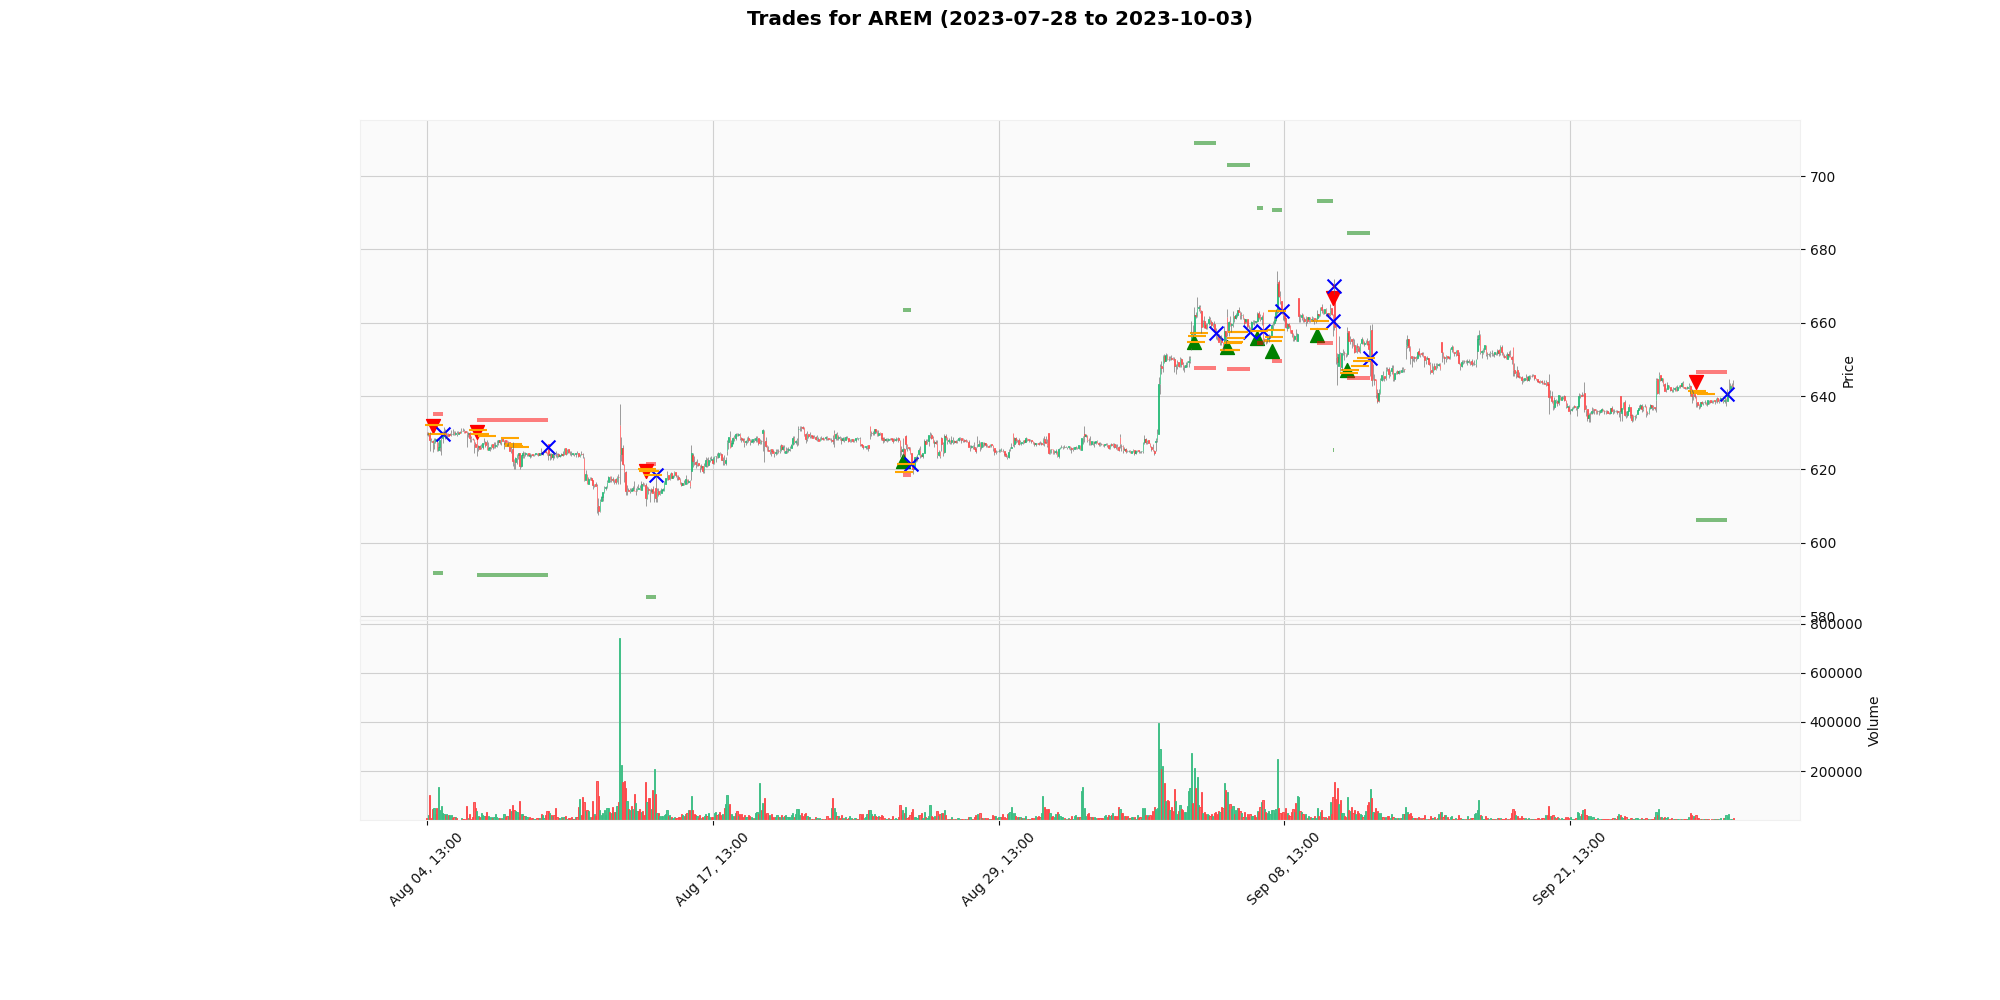 Trades for AREM (2023-07-28 to 2023-10-03)
700
680
660
640
620
600
580
Price
800000
600000
400000
200000
Volume
Aug 04, 13:00
Aug 17, 13:00
Aug 29, 13:00
Sep 08, 13:00
Sep 21, 13:00